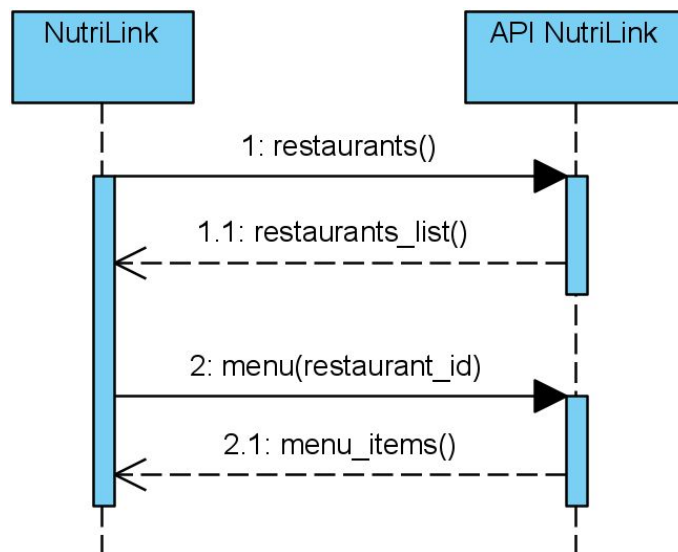 NutriLink
API NutriLink
1: restaurants()
1.1: restaurants_list()
2: menu(restaurant_id)
2.1: menu_items()